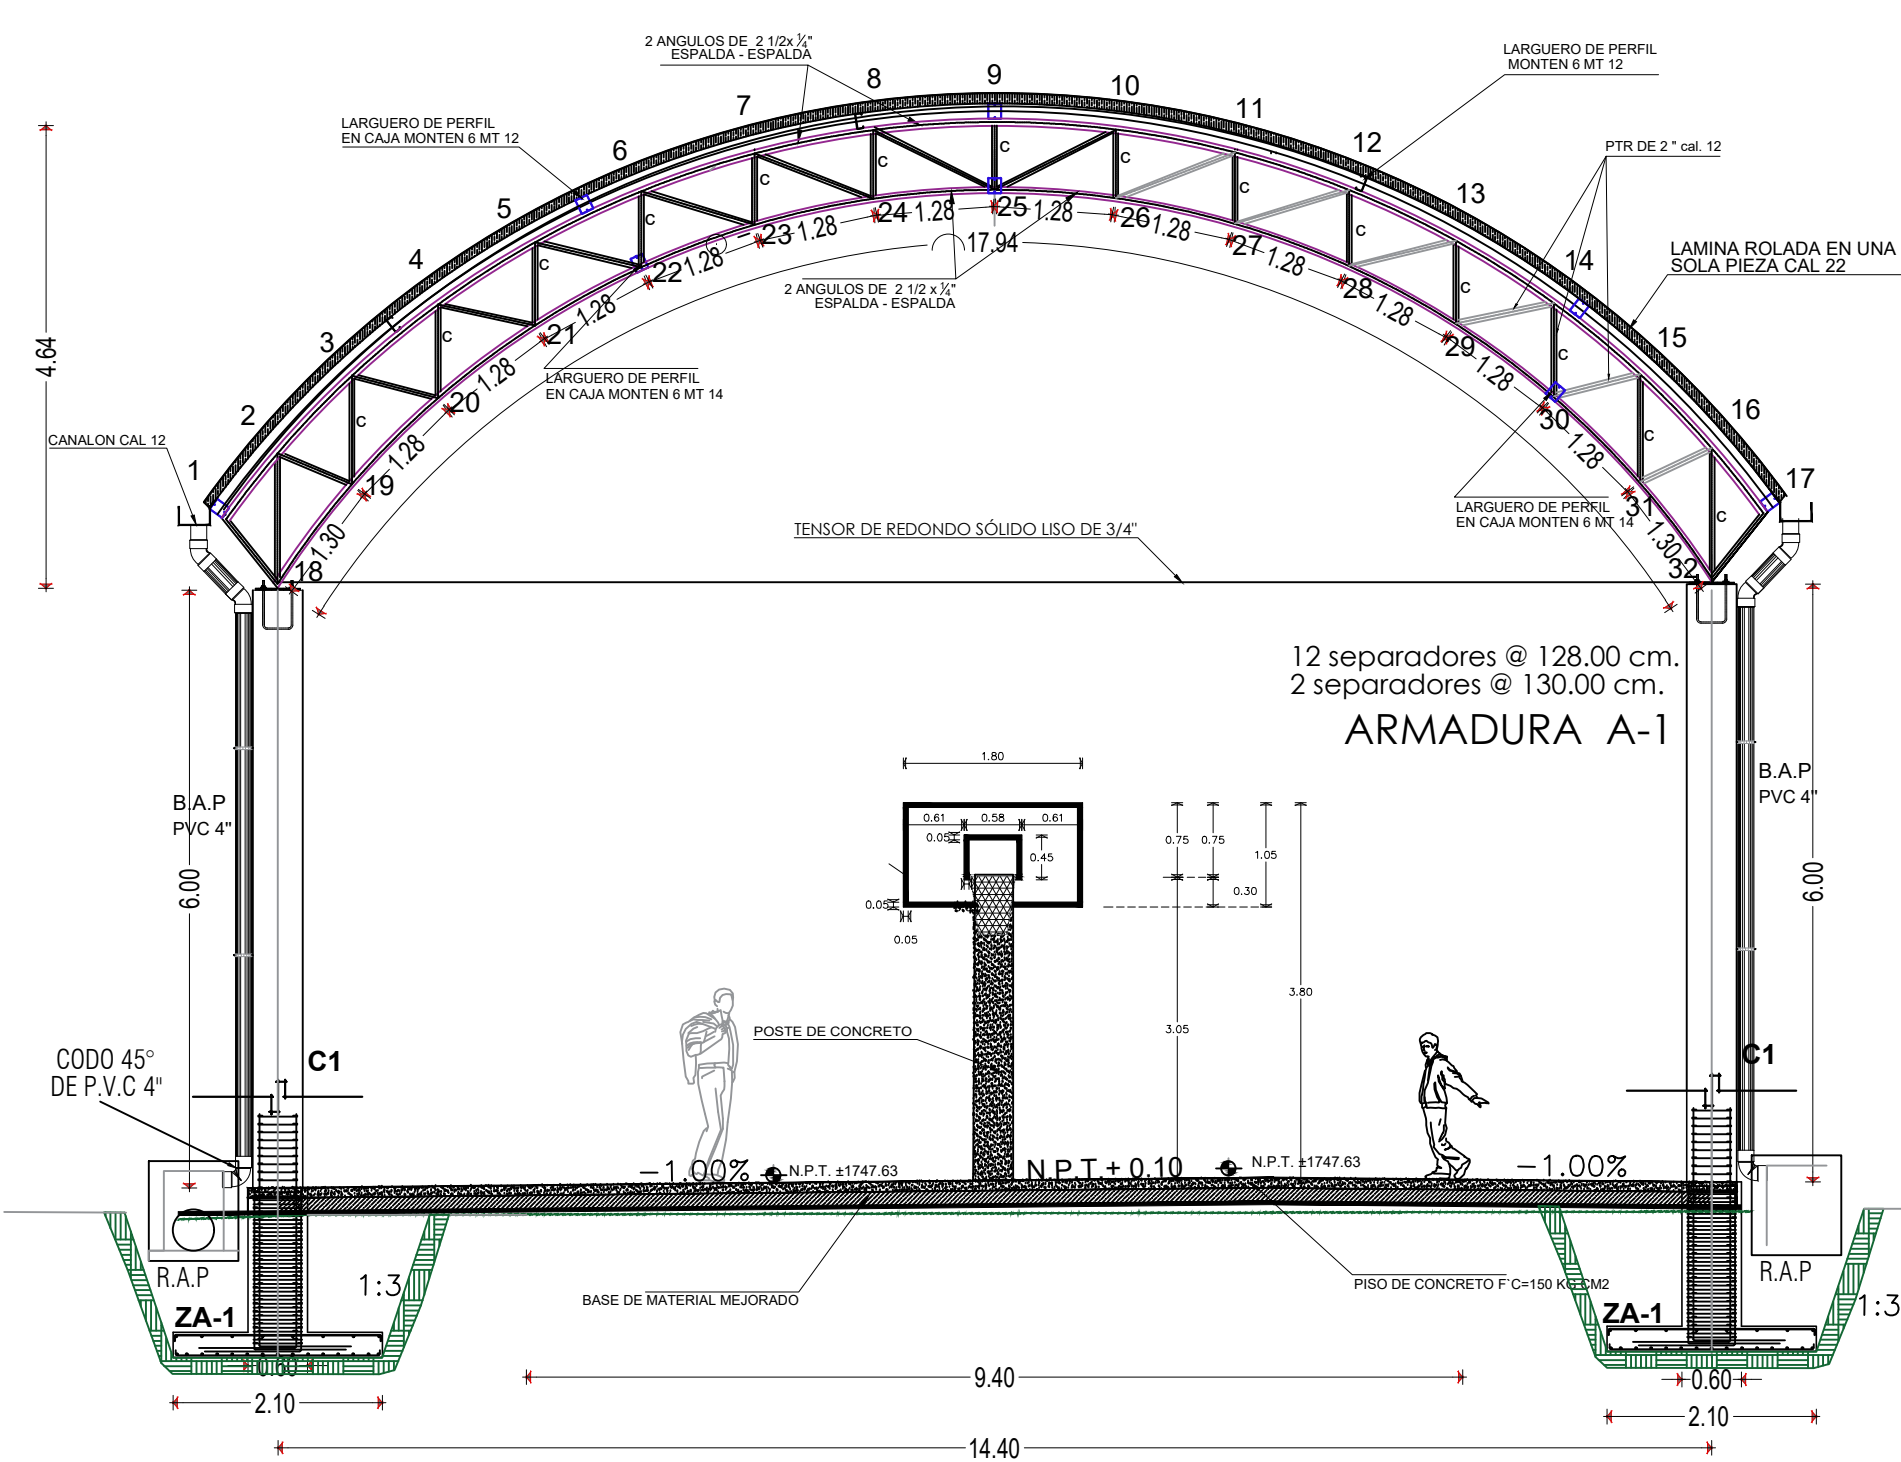 2 ANGULOS DE 2 1/2x ¼"
ESPALDA - ESPALDA
LARGUERO DE PERFIL
MONTEN 6 MT 12
LARGUERO DE PERFIL
EN CAJA MONTEN 6 MT 12
PTR DE 2 " cal. 12
LAMINA ROLADA EN UNA
SOLA PIEZA CAL 22
1
2
3
4
5
6
7
8
9
10
11
12
13
14
15
16
17
C
C
C
C
C
C
C
C
C
C
C
C
C
18
19
20
21
22
23
24
25
26
27
28
29
30
31
32
1.30
1.28
1.28
1.28
1.28
1.28
1.28
1.28
1.28
1.28
1.28
1.28
1.28
1.30
17.94
2 ANGULOS DE 2 1/2 x ¼"
ESPALDA - ESPALDA
LARGUERO DE PERFIL
EN CAJA MONTEN 6 MT 14
LARGUERO DE PERFIL
EN CAJA MONTEN 6 MT 14
CANALON CAL 12
4.64
TENSOR DE REDONDO SÓLIDO LISO DE 3/4"
12 separadores @ 128.00 cm.
2 separadores @ 130.00 cm.
ARMADURA A-1
B.A.P
PVC 4"
6.00
B.A.P
PVC 4"
6.00
1.80
0.61
0.58
0.61
0.05
0.45
0.05
0.05
0.75
0.75
1.05
0.30
3.80
3.05
POSTE DE CONCRETO
CODO 45°
DE P.V.C 4"
C1
C1
−1.00%
N.P.T. ±1747.63
N.P.T. + 0.10
N.P.T. ±1747.63
−1.00%
R.A.P
1:3
ZA-1
BASE DE MATERIAL MEJORADO
PISO DE CONCRETO F`C=150 KG CM2
R.A.P
1:3
ZA-1
0.60
2.10
9.40
0.60
2.10
14.40